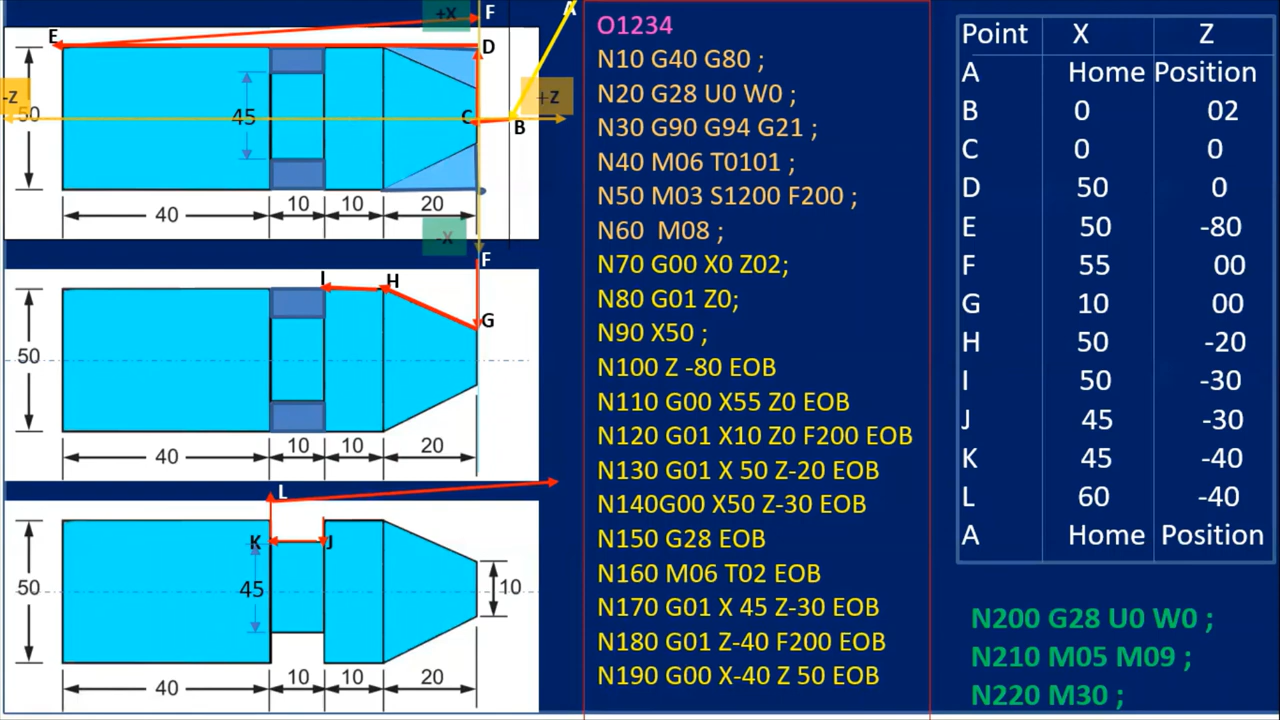 +X
F
A
E
D
-Z
50
45
C
+Z
B
40
10
10
20
-X
F
I
H
G
50
40
10
10
20
L
K
J
50
45
10
40
10
10
20
O1234
N10 G40 G80 ;
N20 G28 U0 W0 ;
N30 G90 G94 G21 ;
N40 M06 T0101 ;
N50 M03 S1200 F200 ;
N60 M08 ;
N70 G00 X0 Z02;
N80 G01 Z0;
N90 X50 ;
N100 Z -80 EOB
N110 G00 X55 Z0 EOB
N120 G01 X10 Z0 F200 EOB
N130 G01 X 50 Z-20 EOB
N140G00 X50 Z-30 EOB
N150 G28 EOB
N160 M06 T02 EOB
N170 G01 X 45 Z-30 EOB
N180 G01 Z-40 F200 EOB
N190 G00 X-40 Z 50 EOB
Point X Z
A Home Position
B 0 02
C 0 0
D 50 0
E 50 -80
F 55 00
G 10 00
H 50 -20
I 50 -30
J 45 -30
K 45 -40
L 60 -40
A Home Position
N200 G28 U0 W0 ;
N210 M05 M09 ;
N220 M30 ;